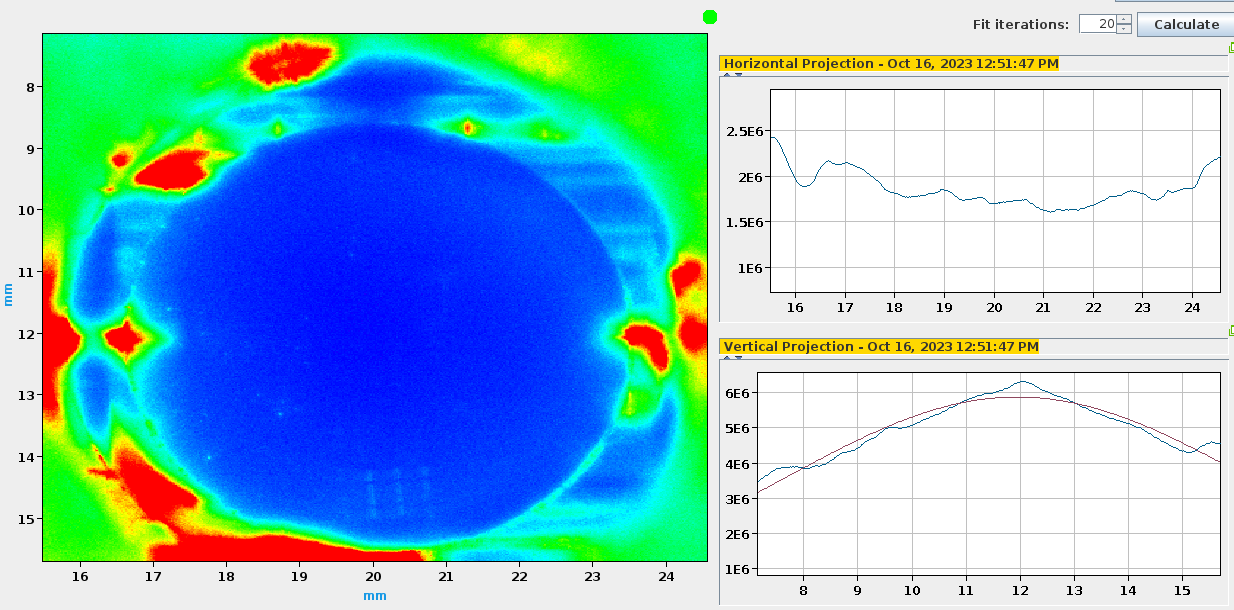 Fit iterations: 20 Calculate
Horizontal Projection - Oct 16, 2023 12:51:47 PM
2.5E6
2E6
1.5E6
1E6
16 17 18 19 20 21 22 23 24
Vertical Projection - Oct 16, 2023 12:51:47 PM
6E6
5E6
4E6
3E6
2E6
1E6
8 9 10 11 12 13 14 15
8
9
10
11
12
13
14
15
mm
16 17 18 19 20 21 22 23 24
mm